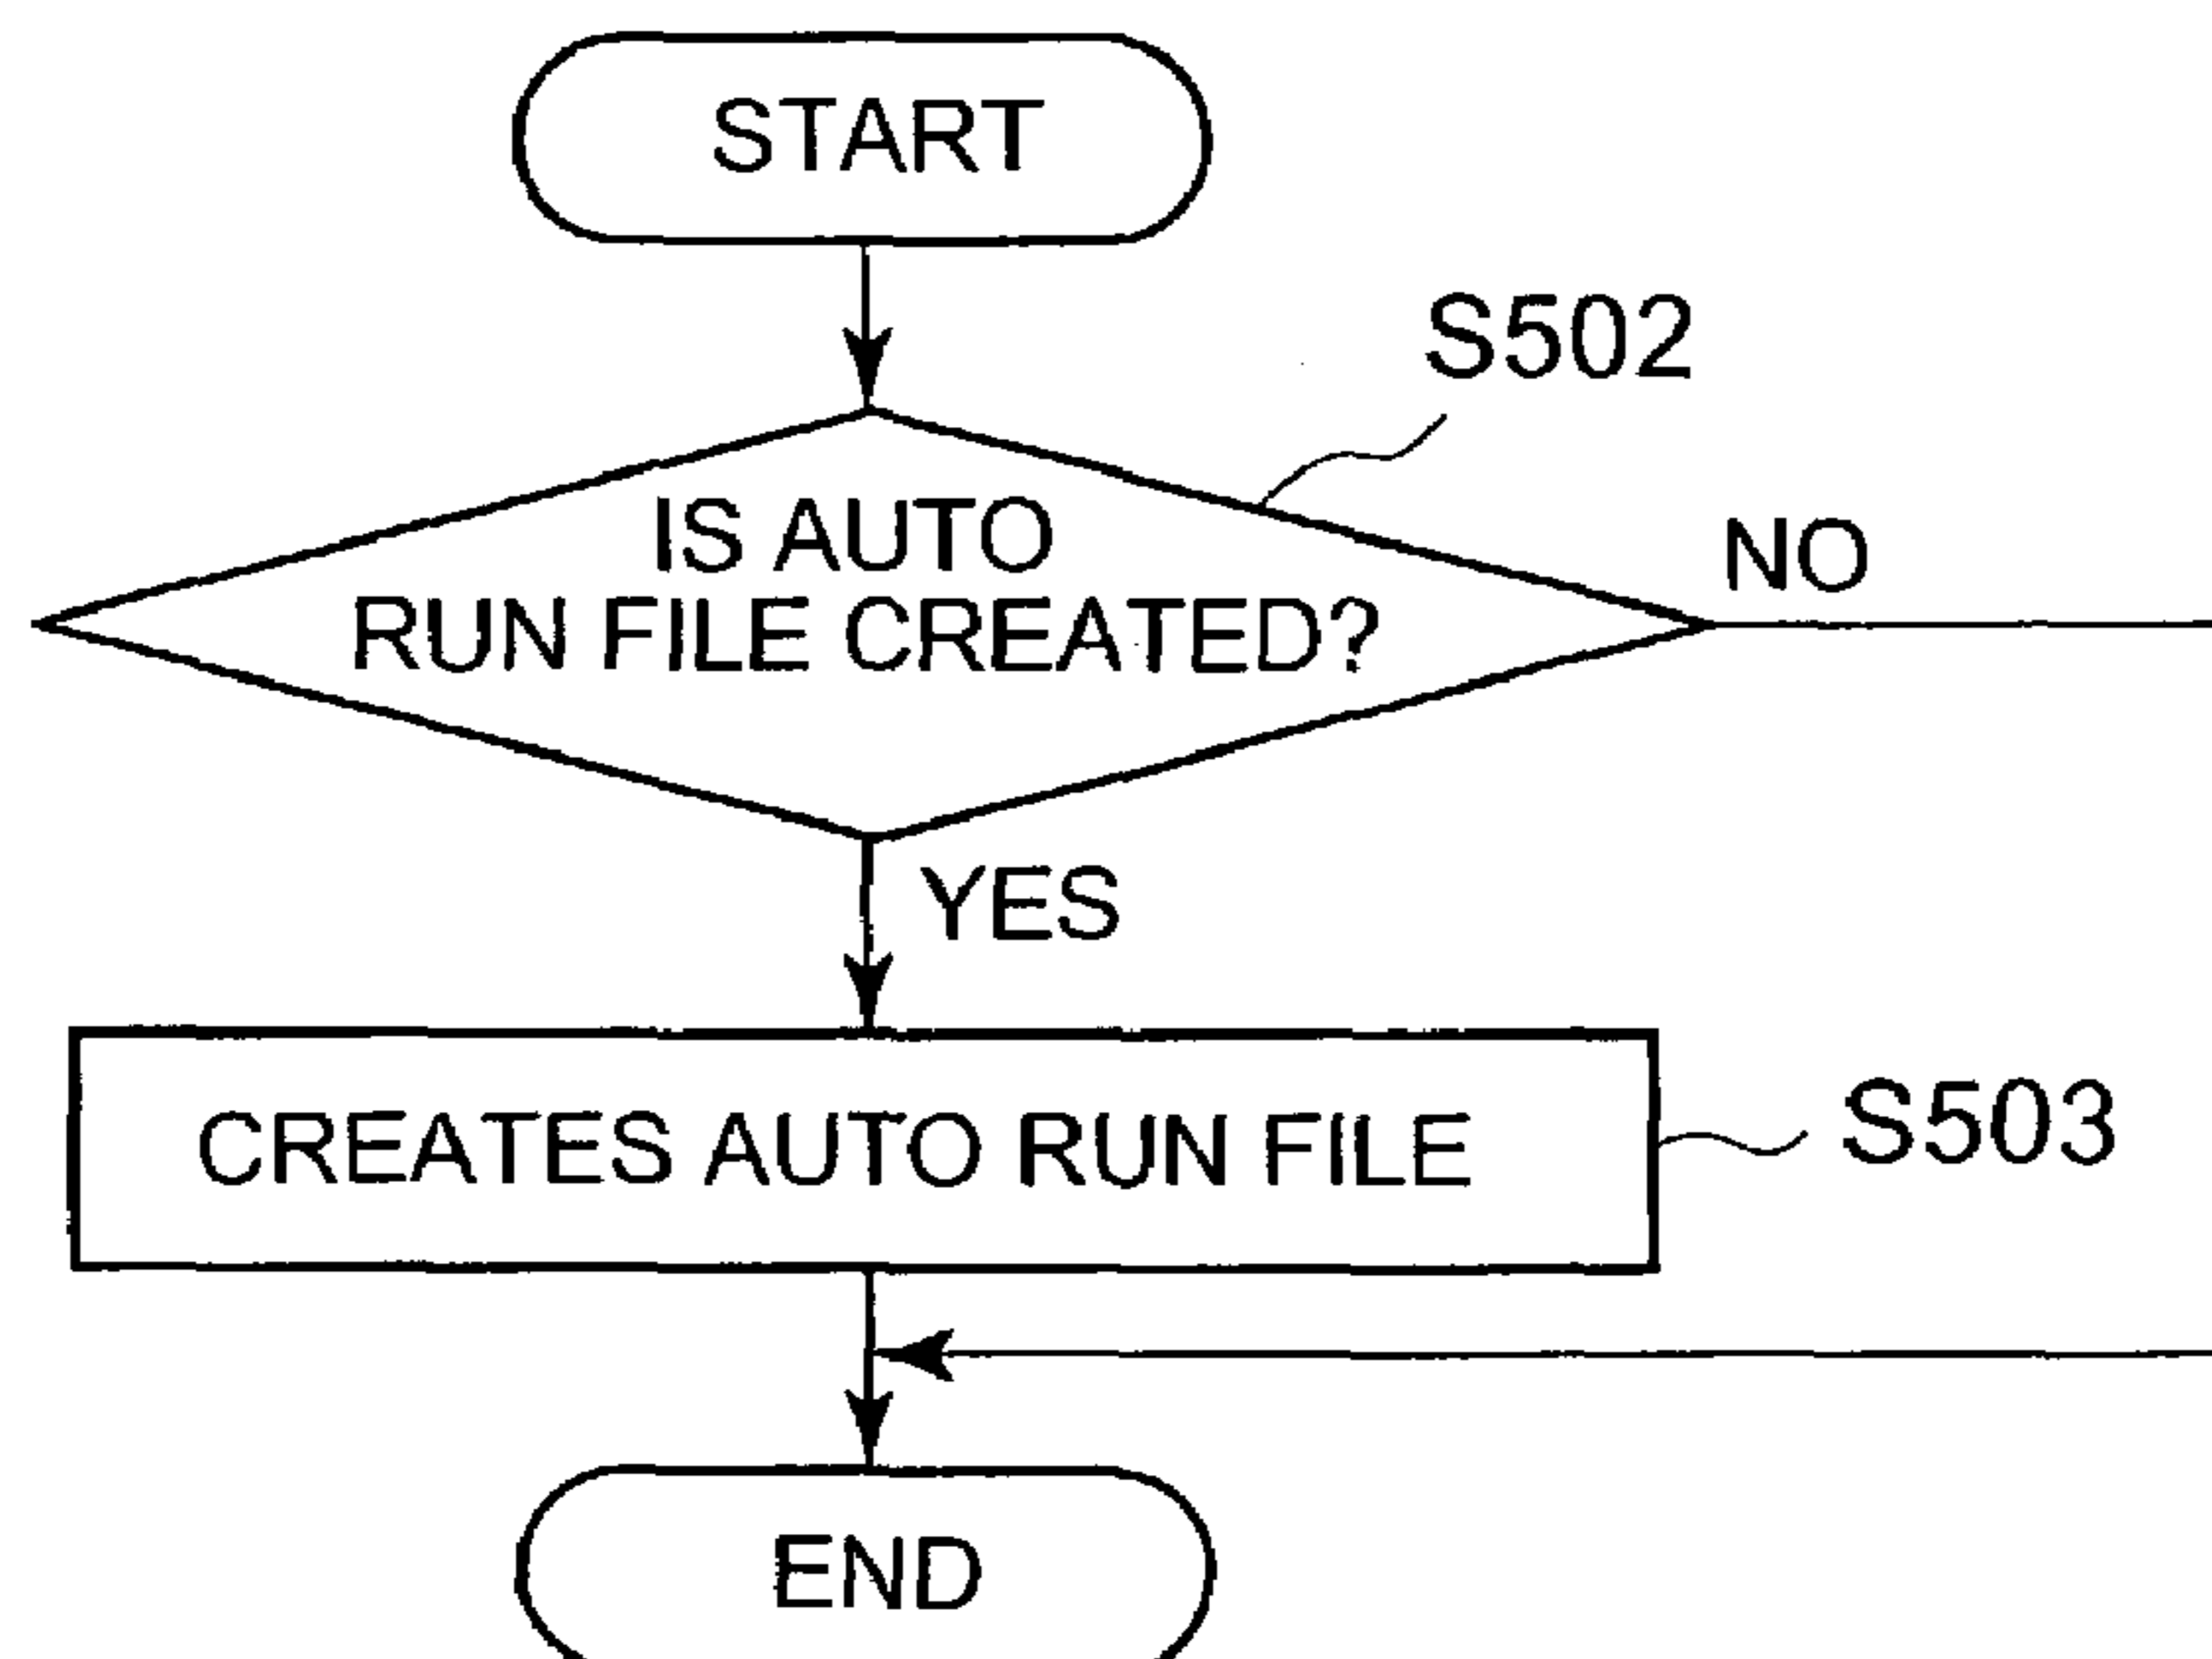 START
S502
IS AUTO
RUN FILE CREATED?
NO
YES
CREATES AUTO RUN FILE
S503
END